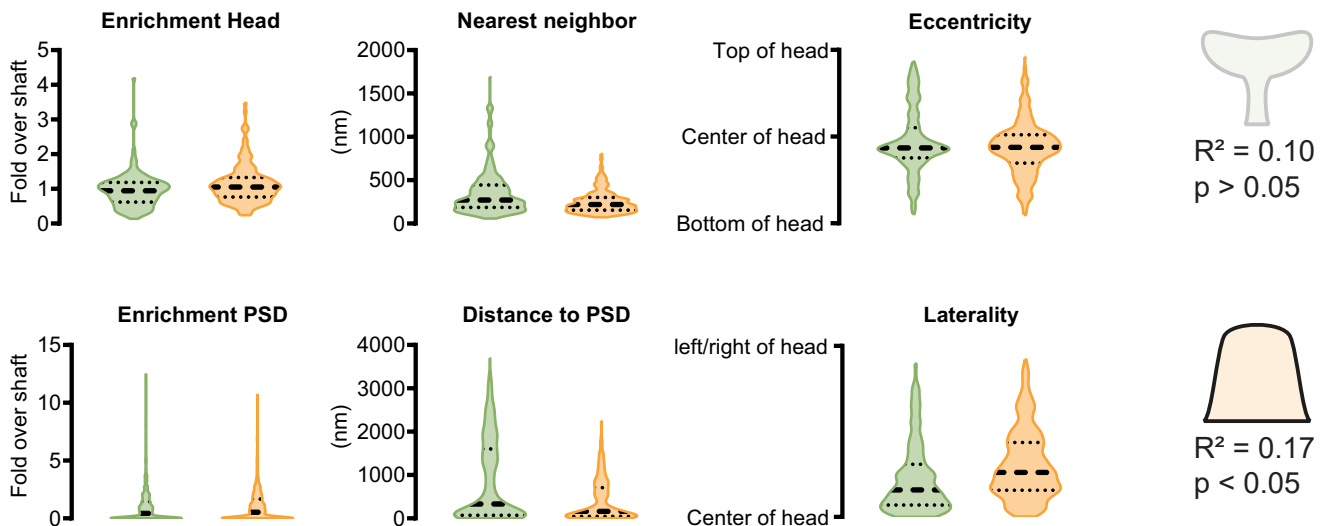 Enrichment Head
Fold over shaft
5
4
3
2
1
0
Nearest neighbor
(nm)
2000
1500
1000
500
0
Eccentricity
Top of head
Center of head
Bottom of head
R² = 0.10
p > 0.05
Enrichment PSD
Fold over shaft
15
10
5
0
Distance to PSD
(nm)
4000
3000
2000
1000
0
Laterality
left/right of head
Center of head
R² = 0.17
p < 0.05